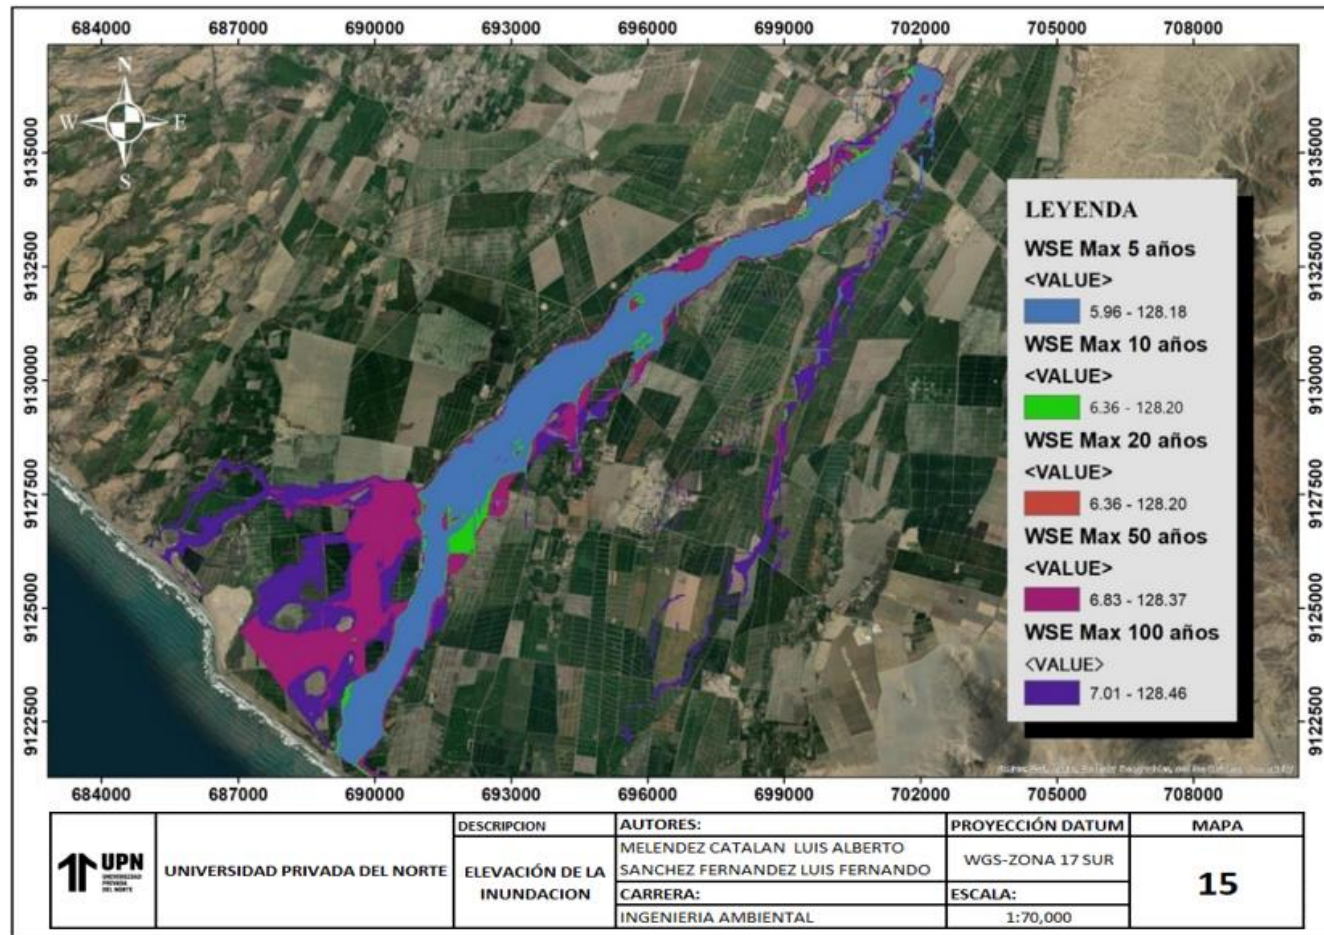 684000 687000 690000 693000 696000 699000 702000 705000 708000
N
W E
S
9135000 9135000
9132500 9132500
9130000 9130000
9127500 9127500
9125000 9125000
9122500 9122500
LEYENDA
WSE Max 5 años
<VALUE>
5.96 - 128.18
WSE Max 10 años
<VALUE>
6.36 - 128.20
WSE Max 20 años
<VALUE>
6.36 - 128.20
WSE Max 50 años
<VALUE>
6.83 - 128.37
WSE Max 100 años
<VALUE>
7.01 - 128.46
684000 687000 690000 693000 696000 699000 702000 705000 708000
UPN
UNIVERSIDAD
PRIVADA
DEL NORTE
UNIVERSIDAD PRIVADA DEL NORTE
DESCRIPCION
ELEVACIÓN DE LA
INUNDACION
AUTORES:
MELENDEZ CATALAN LUIS ALBERTO
SANCHEZ FERNANDEZ LUIS FERNANDO
CARRERA:
INGENIERIA AMBIENTAL
PROYECCIÓN DATUM
WGS-ZONA 17 SUR
ESCALA:
1:70,000
MAPA
15